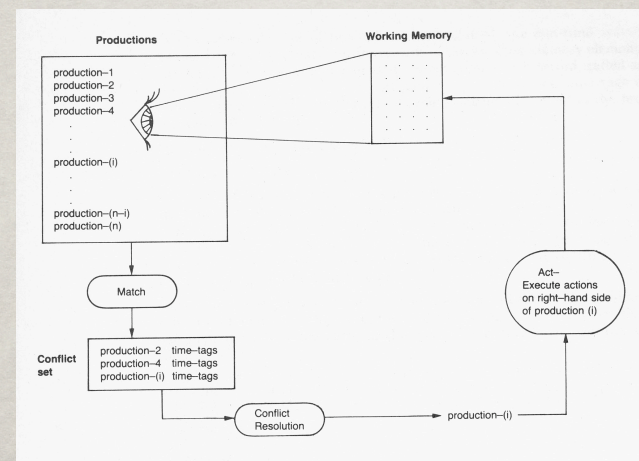 Productions
Working Memory
production–1
production–2
production–3
production–4
.
.
.
production–(i)
.
.
.
production–(n–i)
production–(n)
Match
Conflict
set
production–2 time–tags
production–4 time–tags
production–(i) time–tags
Conflict
Resolution
production–(i)
Act–
Execute actions
on right–hand side
of production (i)